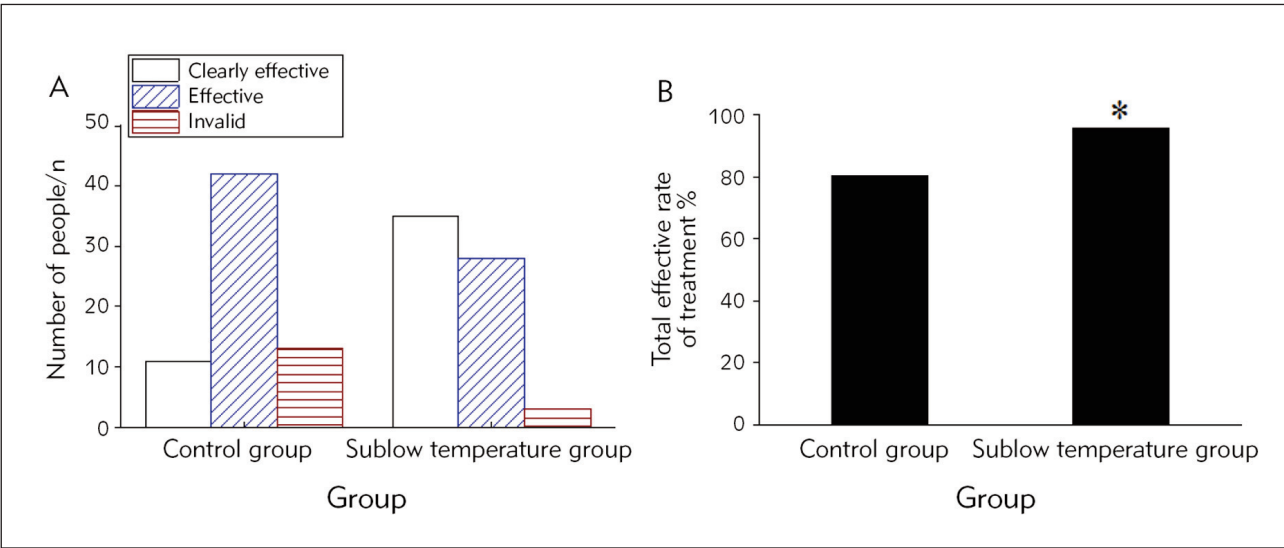 A
Clearly effective
Effective
Invalid
Number of people/n
50
40
30
20
10
0
Control group
Sublow temperature group
Group
B
Total effective rate
of treatment %
100
80
60
40
20
0
*
Control group
Sublow temperature group
Group